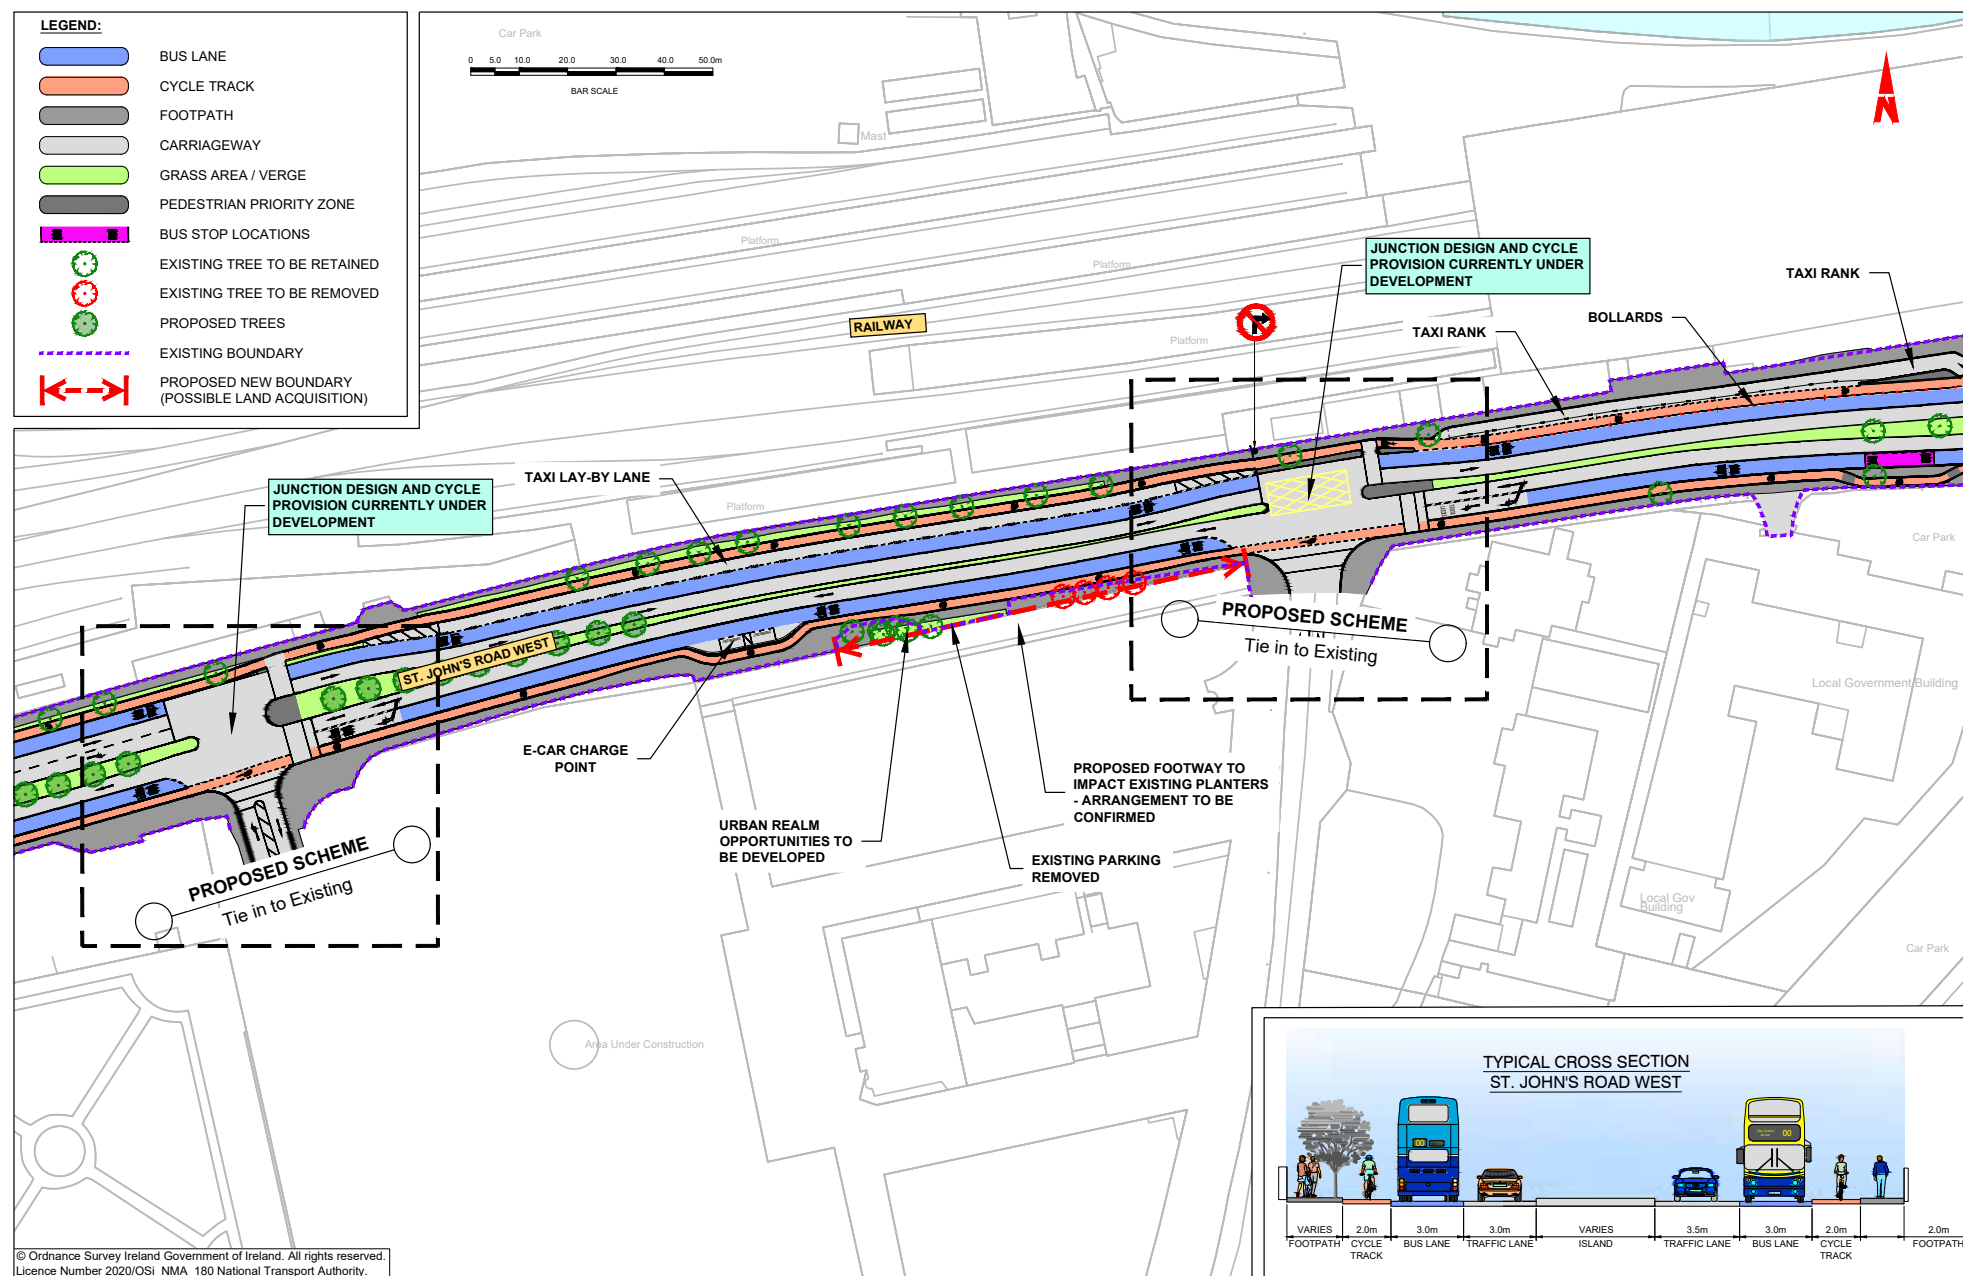 LEGEND:
BUS LANE
CYCLE TRACK
FOOTPATH
CARRIAGEWAY
GRASS AREA / VERGE
PEDESTRIAN PRIORITY ZONE
BUS STOP LOCATIONS
EXISTING TREE TO BE RETAINED
EXISTING TREE TO BE REMOVED
PROPOSED TREES
EXISTING BOUNDARY
PROPOSED NEW BOUNDARY
(POSSIBLE LAND ACQUISITION)
Car Park
0 5.0 10.0 20.0 30.0 40.0 50.0m
BAR SCALE
Mast
N
Platform
Platform
Platform
Platform
RAILWAY
JUNCTION DESIGN AND CYCLE
PROVISION CURRENTLY UNDER
DEVELOPMENT
TAXI RANK
BOLLARDS
TAXI RANK
TAXI LAY-BY LANE
JUNCTION DESIGN AND CYCLE
PROVISION CURRENTLY UNDER
DEVELOPMENT
ST. JOHN'S ROAD WEST
PROPOSED SCHEME
Tie in to Existing
Car Park
Local Government Building
E-CAR CHARGE
POINT
PROPOSED FOOTWAY TO
IMPACT EXISTING PLANTERS
- ARRANGEMENT TO BE
CONFIRMED
URBAN REALM
OPPORTUNITIES TO
BE DEVELOPED
EXISTING PARKING
REMOVED
PROPOSED SCHEME
Tie in to Existing
Local Gov
Building
Car Park
Area Under Construction
TYPICAL CROSS SECTION
ST. JOHN'S ROAD WEST
00
00
VARIES 2.0m 3.0m 3.0m VARIES 3.5m 3.0m 2.0m 2.0m
FOOTPATH CYCLE BUS LANE TRAFFIC LANE ISLAND TRAFFIC LANE BUS LANE CYCLE FOOTPATH
TRACK TRACK
© Ordnance Survey Ireland Government of Ireland. All rights reserved.
Licence Number 2020/OSi_NMA_180 National Transport Authority.